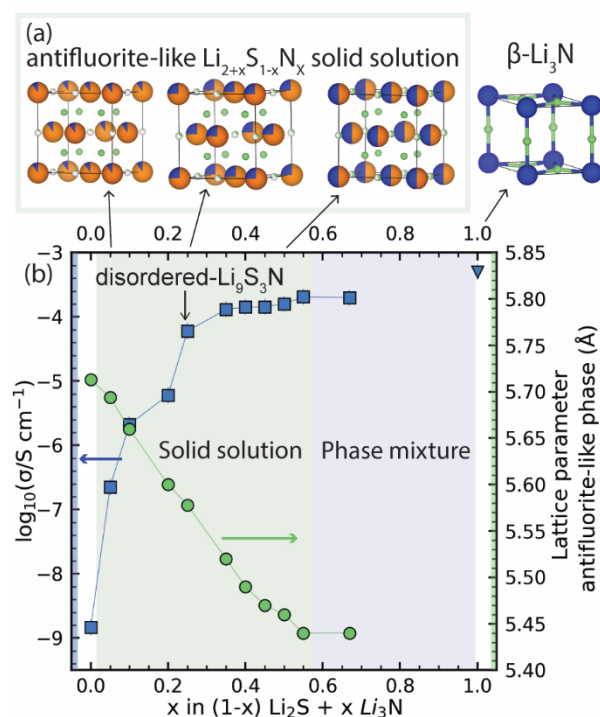 (a)
antifluorite-like Li₂₊ₓS₁₋ₓNₓ solid solution
β-Li₃N
0.0 0.2 0.4 0.6 0.8 1.0
(b)
disordered-Li₉S₃N
Solid solution
Phase mixture
log₁₀(σ/S cm⁻¹)
−3
−4
−5
−6
−7
−8
−9
5.85
5.80
5.75
5.70
5.65
5.60
5.55
5.50
5.45
5.40
Lattice parameter
antifluorite-like phase (Å)
0.0 0.2 0.4 0.6 0.8 1.0
x in (1-x) Li₂S + x Li₃N